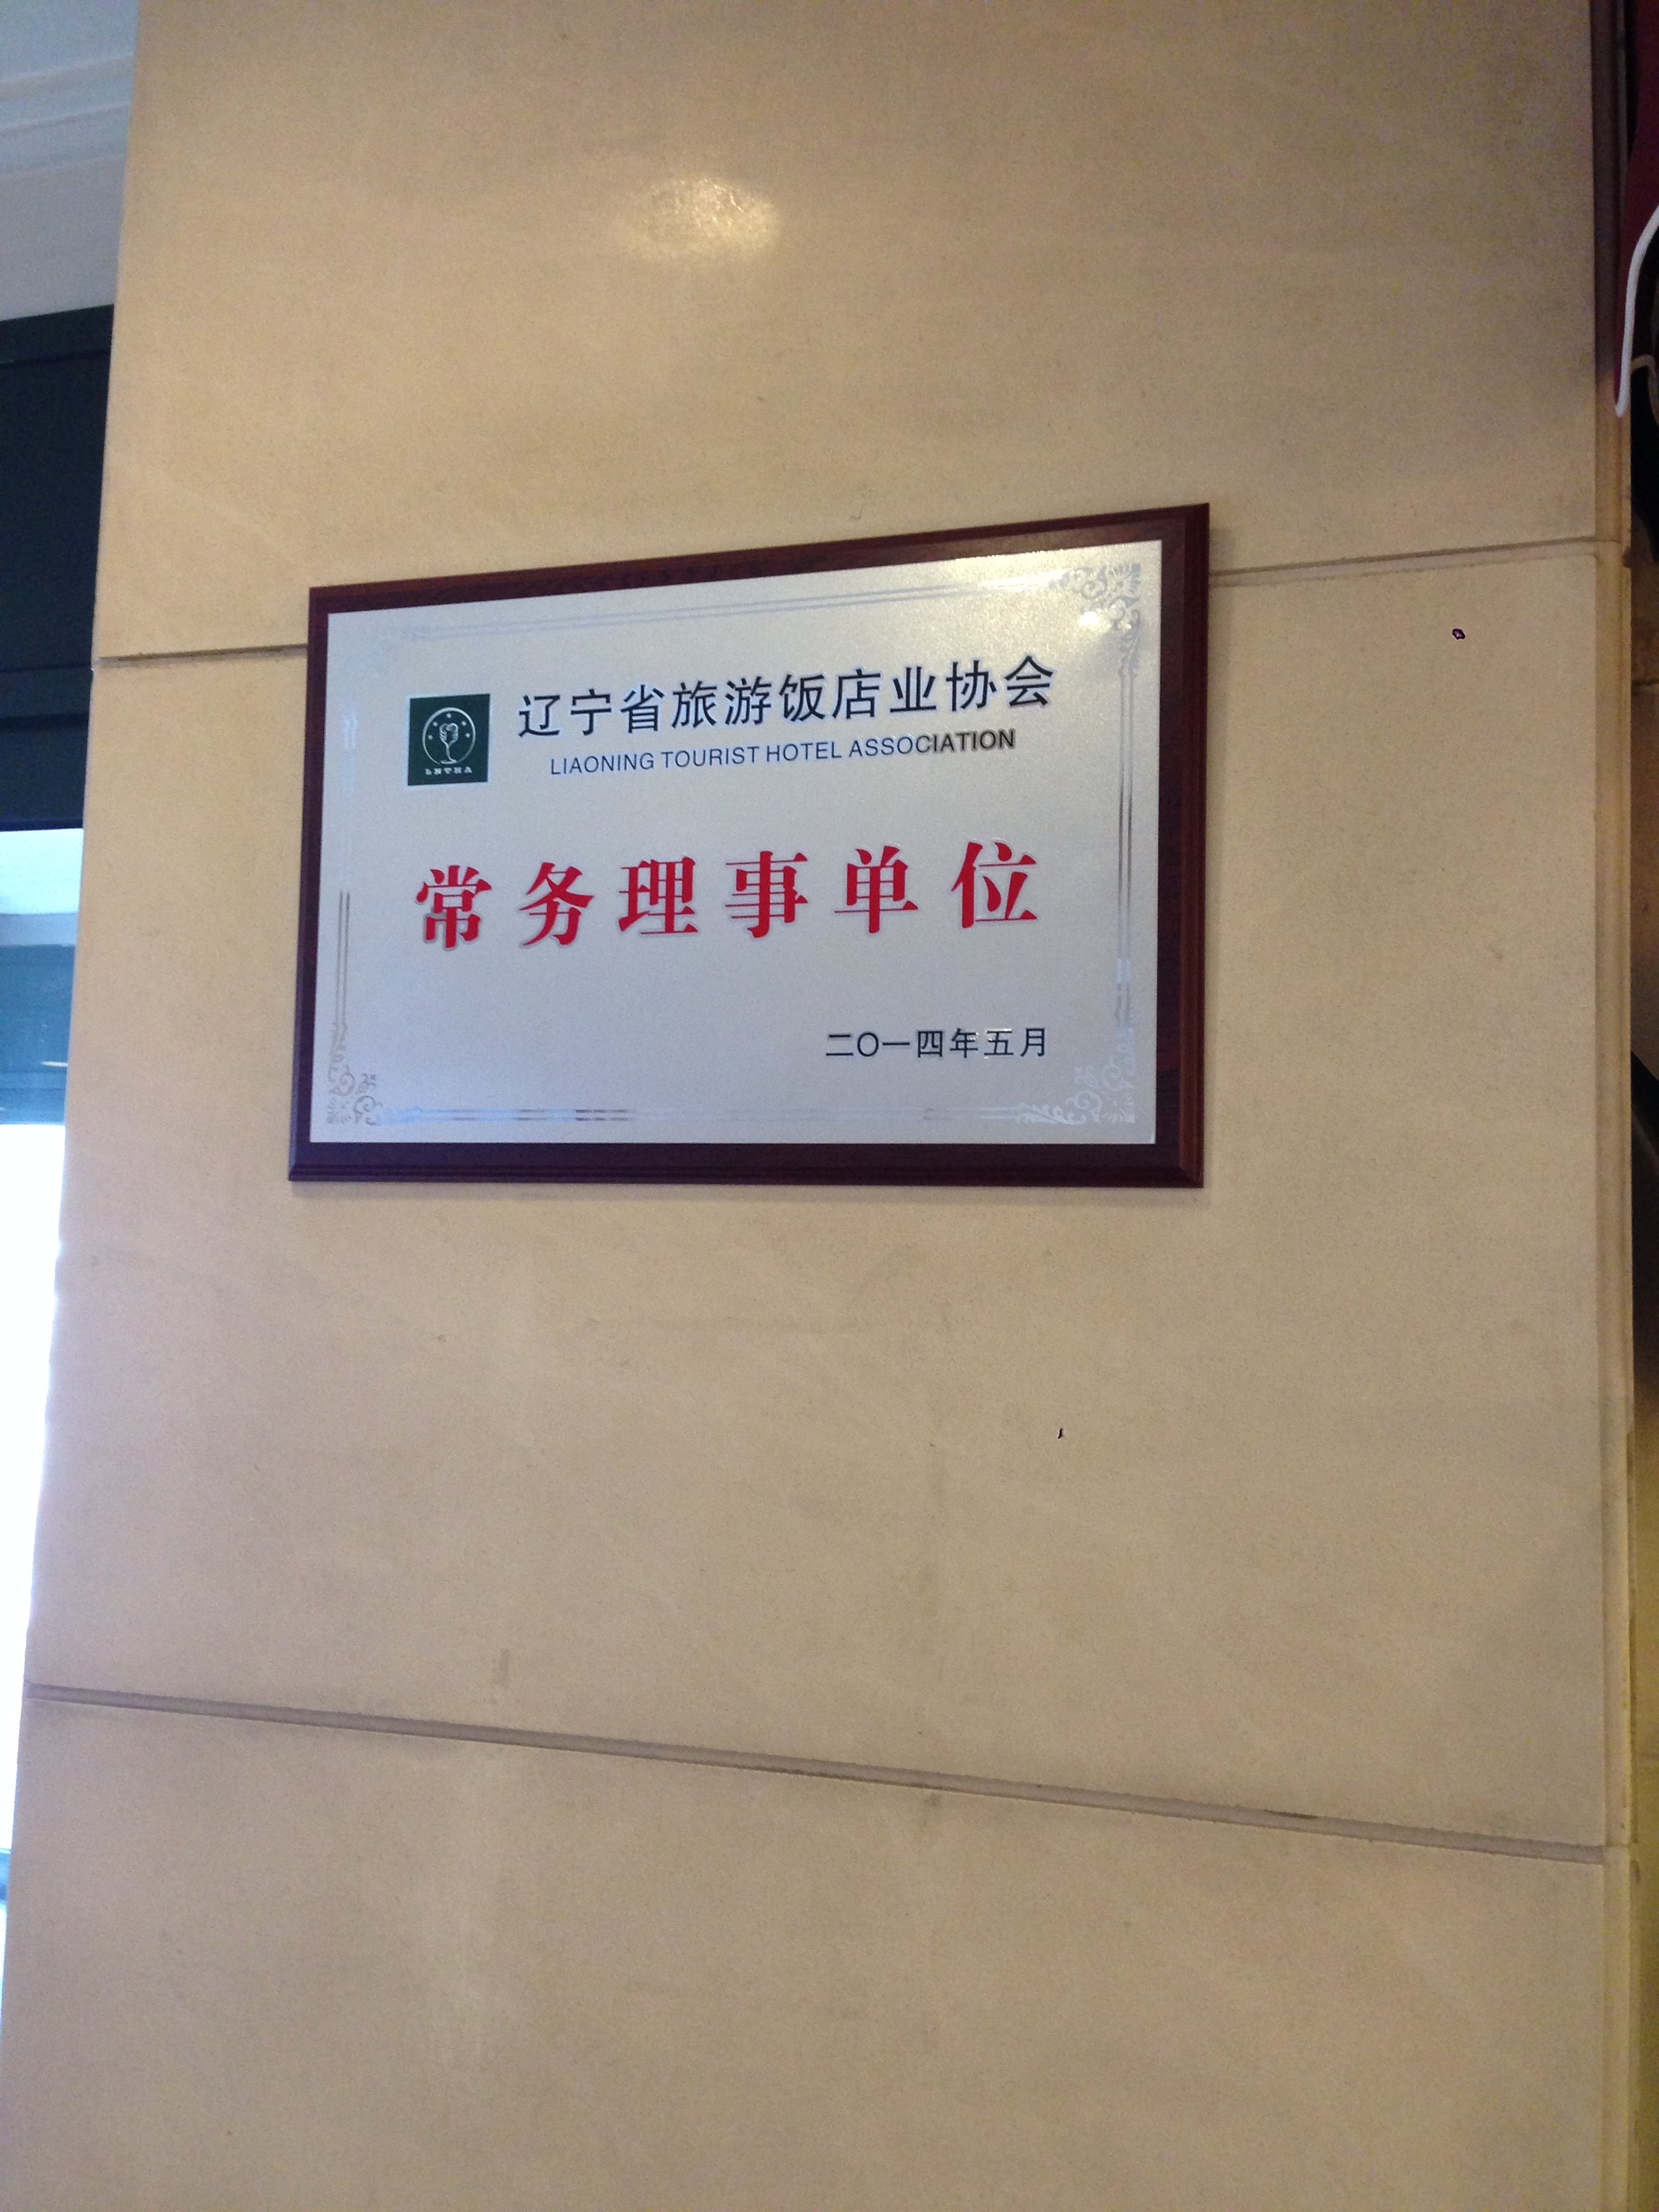 辽宁省旅游饭店业协会
LIAONING TOURIST HOTEL ASSOCIATION
LNTHA
常务理事单位
二〇一四年五月